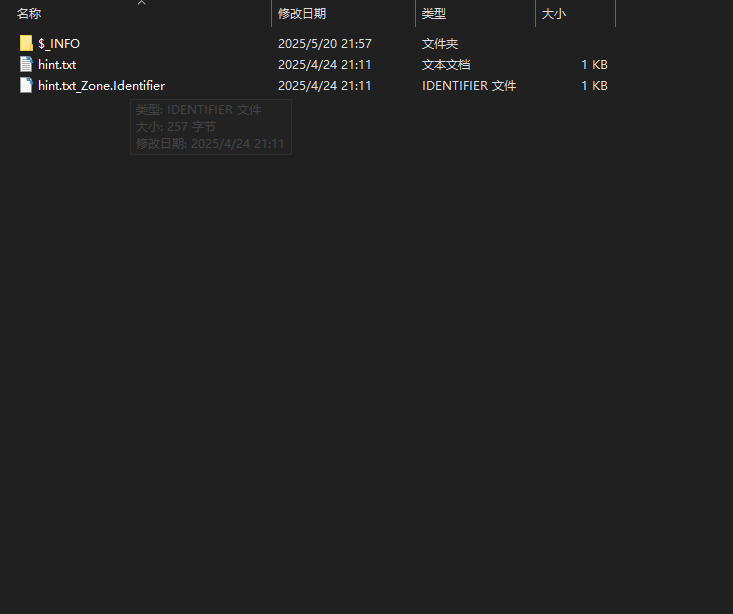 名称 修改日期 类型 大小
$_INFO 2025/5/20 21:57 文件夹
hint.txt 2025/4/24 21:11 文本文档 1 KB
hint.txt_Zone.Identifier 2025/4/24 21:11 IDENTIFIER 文件 1 KB
类型: IDENTIFIER 文件
大小: 257 字节
修改日期: 2025/4/24 21:11